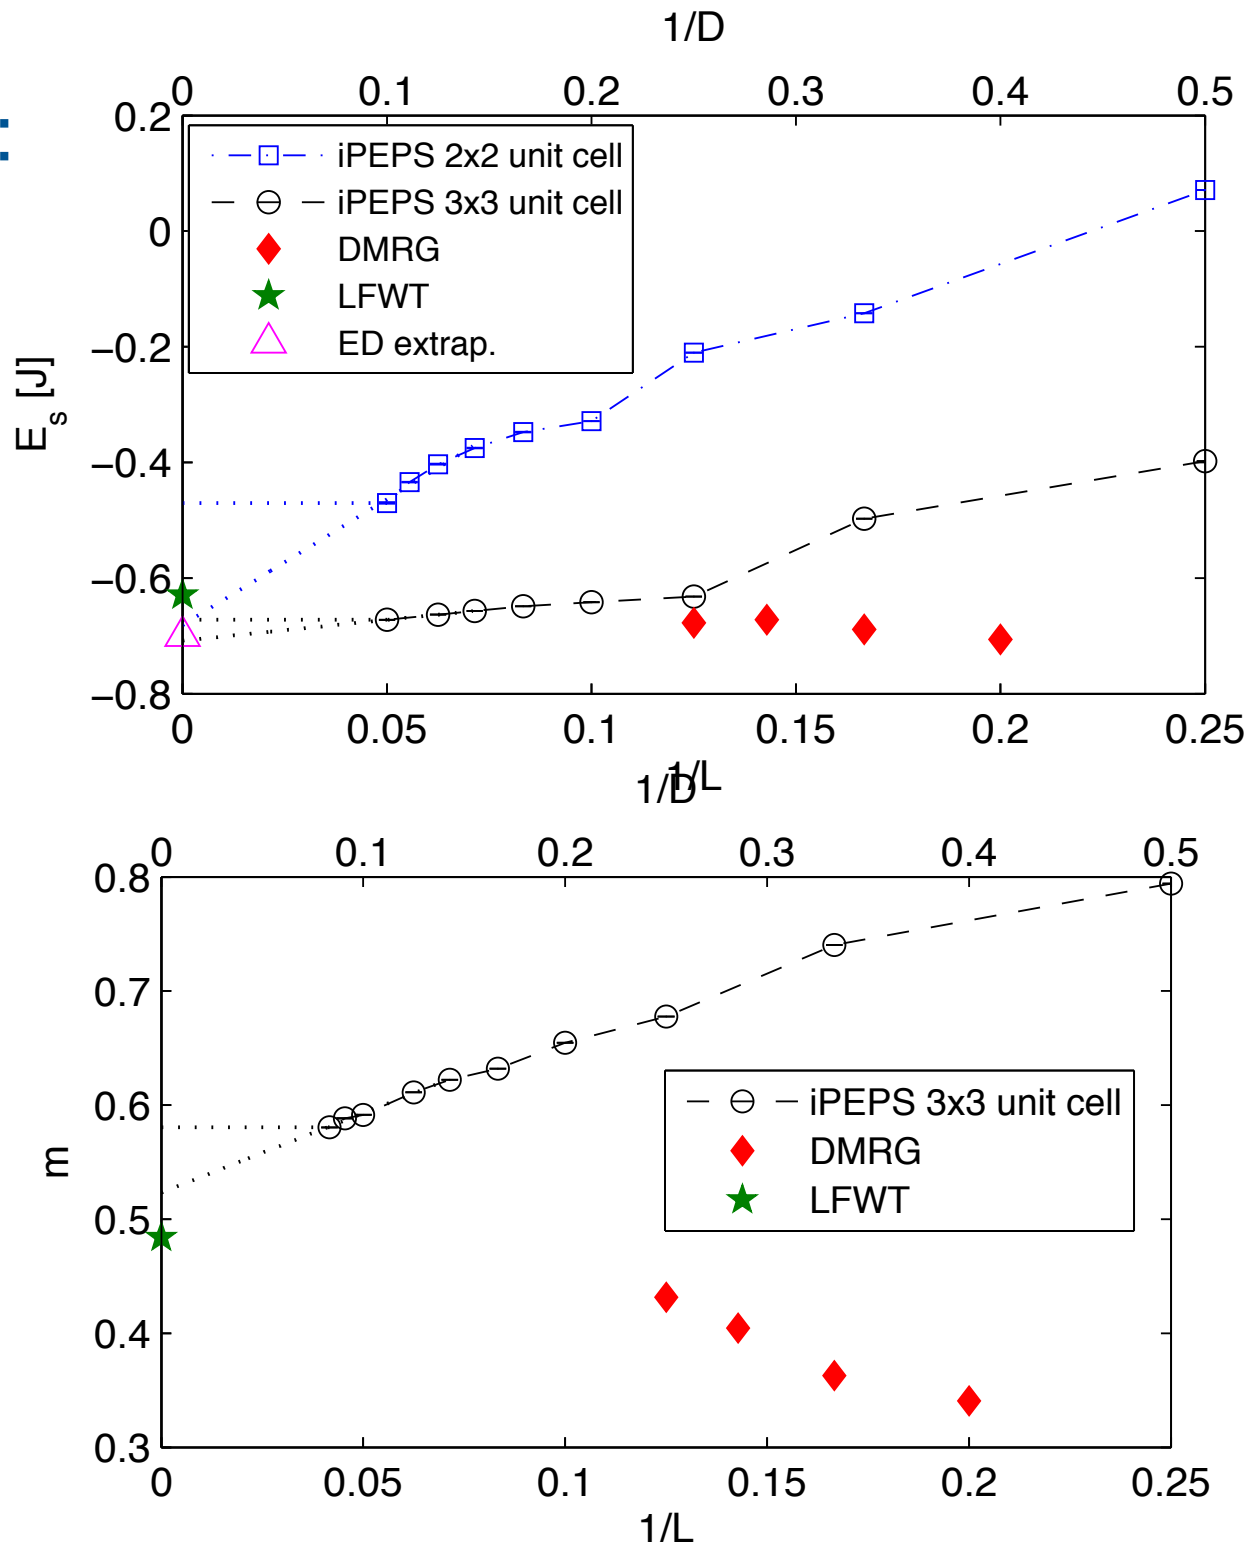 1/D
0 0.1 0.2 0.3 0.4 0.5
:
0.2
0
−0.2
−0.4
−0.6
−0.8
E_s [J]
iPEPS 2x2 unit cell
iPEPS 3x3 unit cell
DMRG
LFWT
ED extrap.
0 0.05 0.1 0.15 0.2 0.25
1/L
1/D
0 0.1 0.2 0.3 0.4 0.5
0.8
0.7
0.6
0.5
0.4
0.3
m
iPEPS 3x3 unit cell
DMRG
LFWT
0 0.05 0.1 0.15 0.2 0.25
1/L